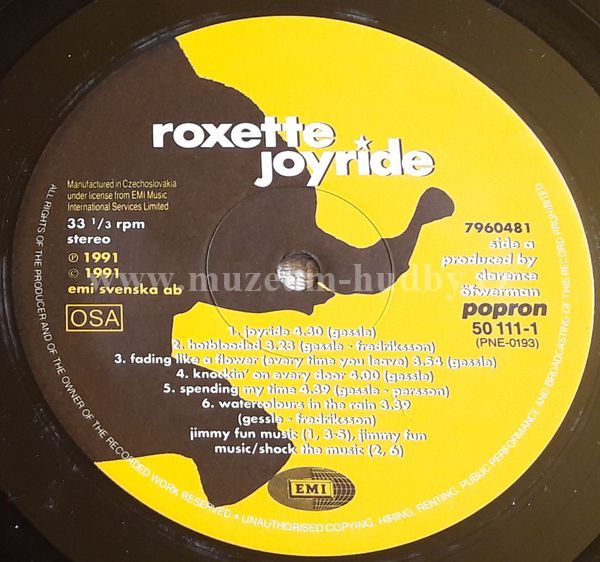 roxette
joyride
Manufactured in Czechoslovakia
under license from EMI Music
International Services Limited
33 1/3 rpm
stereo
℗ 1991
© 1991
emi svenska ab
OSA
7960481
side a
produced by
clarence
öfwerman
popron
50 111-1
(PNE-0193)
www.muzeum-hudby.
1. joyride 4.30 (gessle)
2. hotblooded 3.23 (gessle - fredriksson)
3. fading like a flower (every time you leave) 3.54 (gessle)
4. knockin' on every door 4.00 (gessle)
5. spending my time 4.39 (gessle - persson)
6. watercolours in the rain 3.39
(gessle - fredriksson)
jimmy fun music (1, 3-5), jimmy fun
music/shock the music (2, 6)
EMI
ALL RIGHTS OF THE PRODUCER AND OF THE OWNER OF THE RECORDED WORK RESERVED • UNAUTHORISED COPYING, HIRING, RENTING, PUBLIC PERFORMANCE AND BROADCASTING OF THIS RECORD PROHIBITED